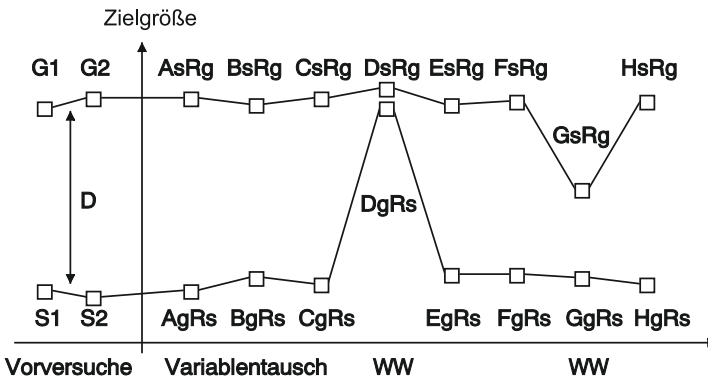 Zielgröße
G1 G2 AsRg BsRg CsRg DsRg EsRg FsRg HsRg
GsRg
D
DgRs
S1 S2 AgRs BgRs CgRs EgRs FgRs GgRs HgRs
Vorversuche Variablentausch WW WW